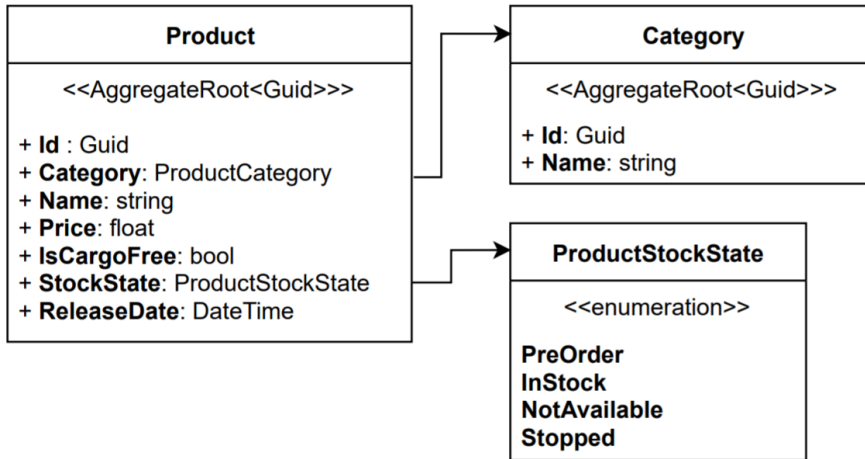 Product
<<AggregateRoot<Guid>>>
+ Id : Guid
+ Category: ProductCategory
+ Name: string
+ Price: float
+ IsCargoFree: bool
+ StockState: ProductStockState
+ ReleaseDate: DateTime
Category
<<AggregateRoot<Guid>>>
+ Id: Guid
+ Name: string
ProductStockState
<<enumeration>>
PreOrder
InStock
NotAvailable
Stopped